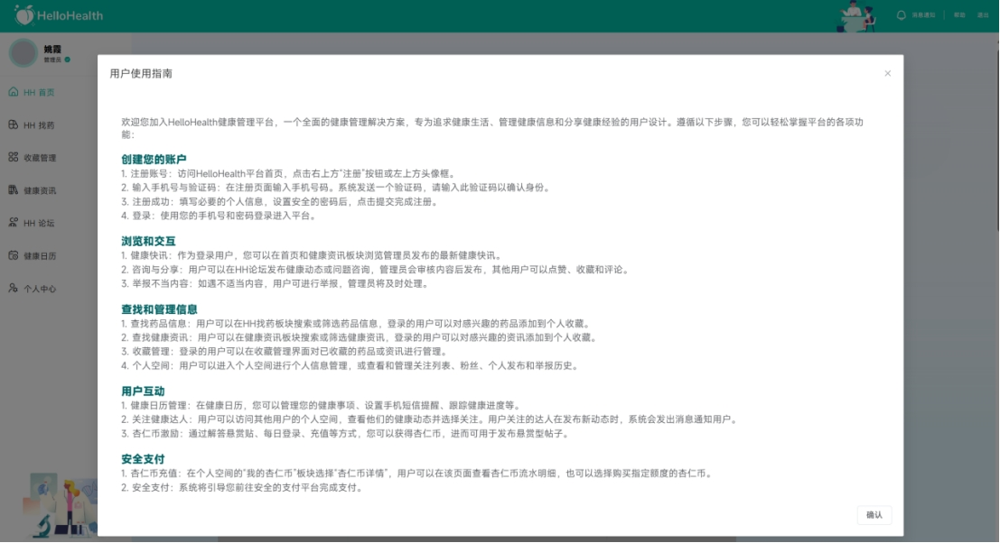 HelloHealth
消息通知 | 帮助 退出
姚霞
管理员
HH 首页
HH 找药
收藏管理
健康资讯
HH 论坛
健康日历
个人中心
用户使用指南
欢迎您加入HelloHealth健康管理平台，一个全面的健康管理解决方案，专为追求健康生活、管理健康信息和分享健康经验的用户设计。遵循以下步骤，您可以轻松掌握平台的各项功
能：
创建您的账户
1. 注册账号：访问HelloHealth平台首页，点击右上方“注册”按钮或左上方头像框。
2. 输入手机号与验证码：在注册页面输入手机号码。系统发送一个验证码，请输入此验证码以确认身份。
3. 注册成功：填写必要的个人信息，设置安全的密码后，点击提交完成注册。
4. 登录：使用您的手机号和密码登录进入平台。
浏览和交互
1. 健康快讯：作为登录用户，您可以在首页和健康资讯板块浏览管理员发布的最新健康快讯。
2. 咨询与分享：用户可以在HH论坛发布健康动态或问题咨询，管理员会审核内容后发布，其他用户可以点赞、收藏和评论。
3. 举报不当内容：如遇不适当内容，用户可进行举报，管理员将及时处理。
查找和管理信息
1. 查找药品信息：用户可以在HH找药板块搜索或筛选药品信息，登录的用户可以对感兴趣的药品添加到个人收藏。
2. 查找健康资讯：用户可以在健康资讯板块搜索或筛选健康资讯，登录的用户可以对感兴趣的资讯添加到个人收藏。
3. 收藏管理：登录的用户可以在收藏管理界面对已收藏的药品或资讯进行管理。
4. 个人空间：用户可以进入个人空间进行个人信息管理，或查看和管理关注列表、粉丝、个人发布和举报历史。
用户互动
1. 健康日历管理：在健康日历，您可以管理您的健康事项、设置手机短信提醒、跟踪健康进度等。
2. 关注健康达人：用户可以访问其他用户的个人空间，查看他们的健康动态并选择关注。用户关注的达人在发布新动态时，系统会发出消息通知用户。
3. 杏仁币激励：通过解答悬赏贴、每日登录、充值等方式，您可以获得杏仁币，进而可用于发布悬赏型帖子。
安全支付
1. 杏仁币充值：在个人空间的“我的杏仁币”板块选择“杏仁币详情”，用户可以在该页面查看杏仁币流水明细，也可以选择购买指定额度的杏仁币。
2. 安全支付：系统将引导您前往安全的支付平台完成支付。
确认